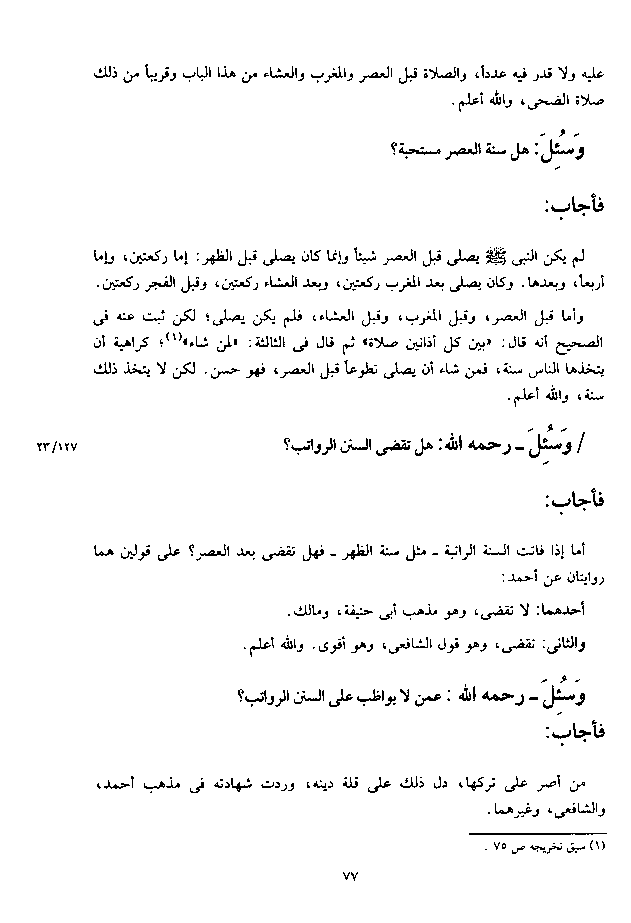 عليه ولا قدر فيه عدداً، والصلاة قبل العصر والمغرب والعشاء من هذا الباب وقريباً من ذلك
صلاة الضحى، والله أعلم.
وَسُئِلَ: هل سنة العصر مستحبة؟
فأجاب:
لم يكن النبى ﷺ يصلى قبل العصر شيئاً وإنما كان يصلى قبل الظهر: إما ركعتين، وإما
أربعاً، وبعدها. وكان يصلى بعد المغرب ركعتين، وبعد العشاء ركعتين، وقبل الفجر ركعتين.
وأما قبل العصر، وقبل المغرب، وقبل العشاء، فلم يكن يصلى؛ لكن ثبت عنه فى
الصحيح أنه قال: «بين كل أذانين صلاة» ثم قال فى الثالثة: «لمن شاء»(١)؛ كراهية أن
يتخذها الناس سنة، فمن شاء أن يصلى تطوعاً قبل العصر، فهو حسن. لكن لا يتخذ ذلك
سنة، والله أعلم.
/ وَسُئِلَ ـ رحمه الله: هل تقضى السنن الرواتب؟ ٢٣/١٢٧
فأجاب:
أما إذا فاتت السنة الراتبة ـ مثل سنة الظهر ـ فهل تقضى بعد العصر؟ على قولين هما
روايتان عن أحمد:
أحدهما: لا تقضى، وهو مذهب أبى حنيفة، ومالك.
والثانى: تقضى، وهو قول الشافعى، وهو أقوى. والله أعلم.
وَسُئِلَ ـ رحمه الله : عمن لا يواظب على السنن الرواتب؟
فأجاب:
من أصر على تركها، دل ذلك على قلة دينه، وردت شهادته فى مذهب أحمد،
والشافعى، وغيرهما.
(١) سبق تخريجه ص ٧٥ .
٧٧